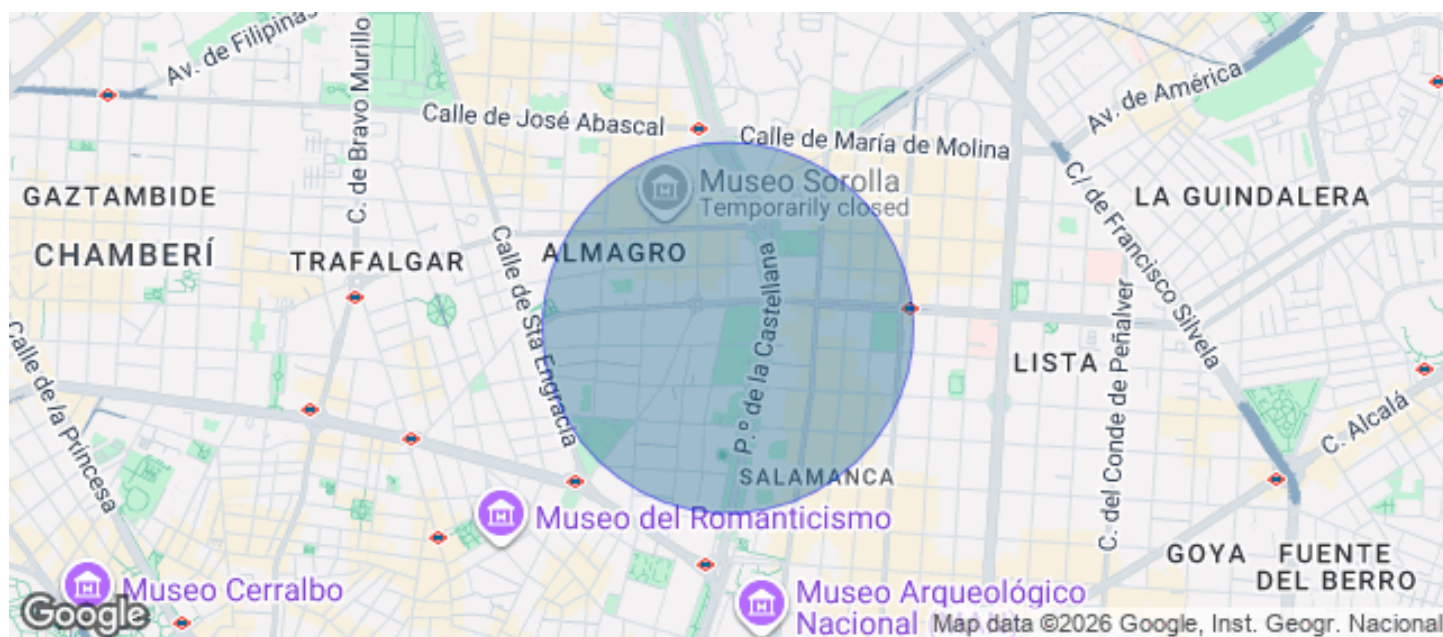 Av. de Filipinas
C. de Bravo Murillo
Calle de José Abascal
Calle de María de Molina
Av. de América
Museo Sorolla
Temporarily closed
C/ de Francisco Silvela
LA GUINDALERA
GAZTAMBIDE
CHAMBERÍ
TRAFALGAR
ALMAGRO
Calle de Sta Engracia
P.º de la Castellana
LISTA
C. del Conde de Peñalver
C. Alcalá
Calle de la Princesa
SALAMANCA
Museo del Romanticismo
GOYA
FUENTE
DEL BERRO
Museo Cerralbo
Museo Arqueológico
Nacional
Google
Map data ©2026 Google, Inst. Geogr. Nacional